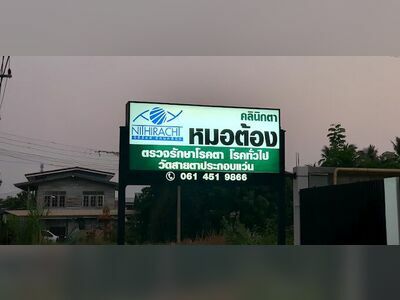 คลินิกตา
NITHIRACHT
หมอต้อง
ตรวจรักษาโรคตา โรคทั่วไป
วัดสายตาประกอบแว่น
061 451 9866